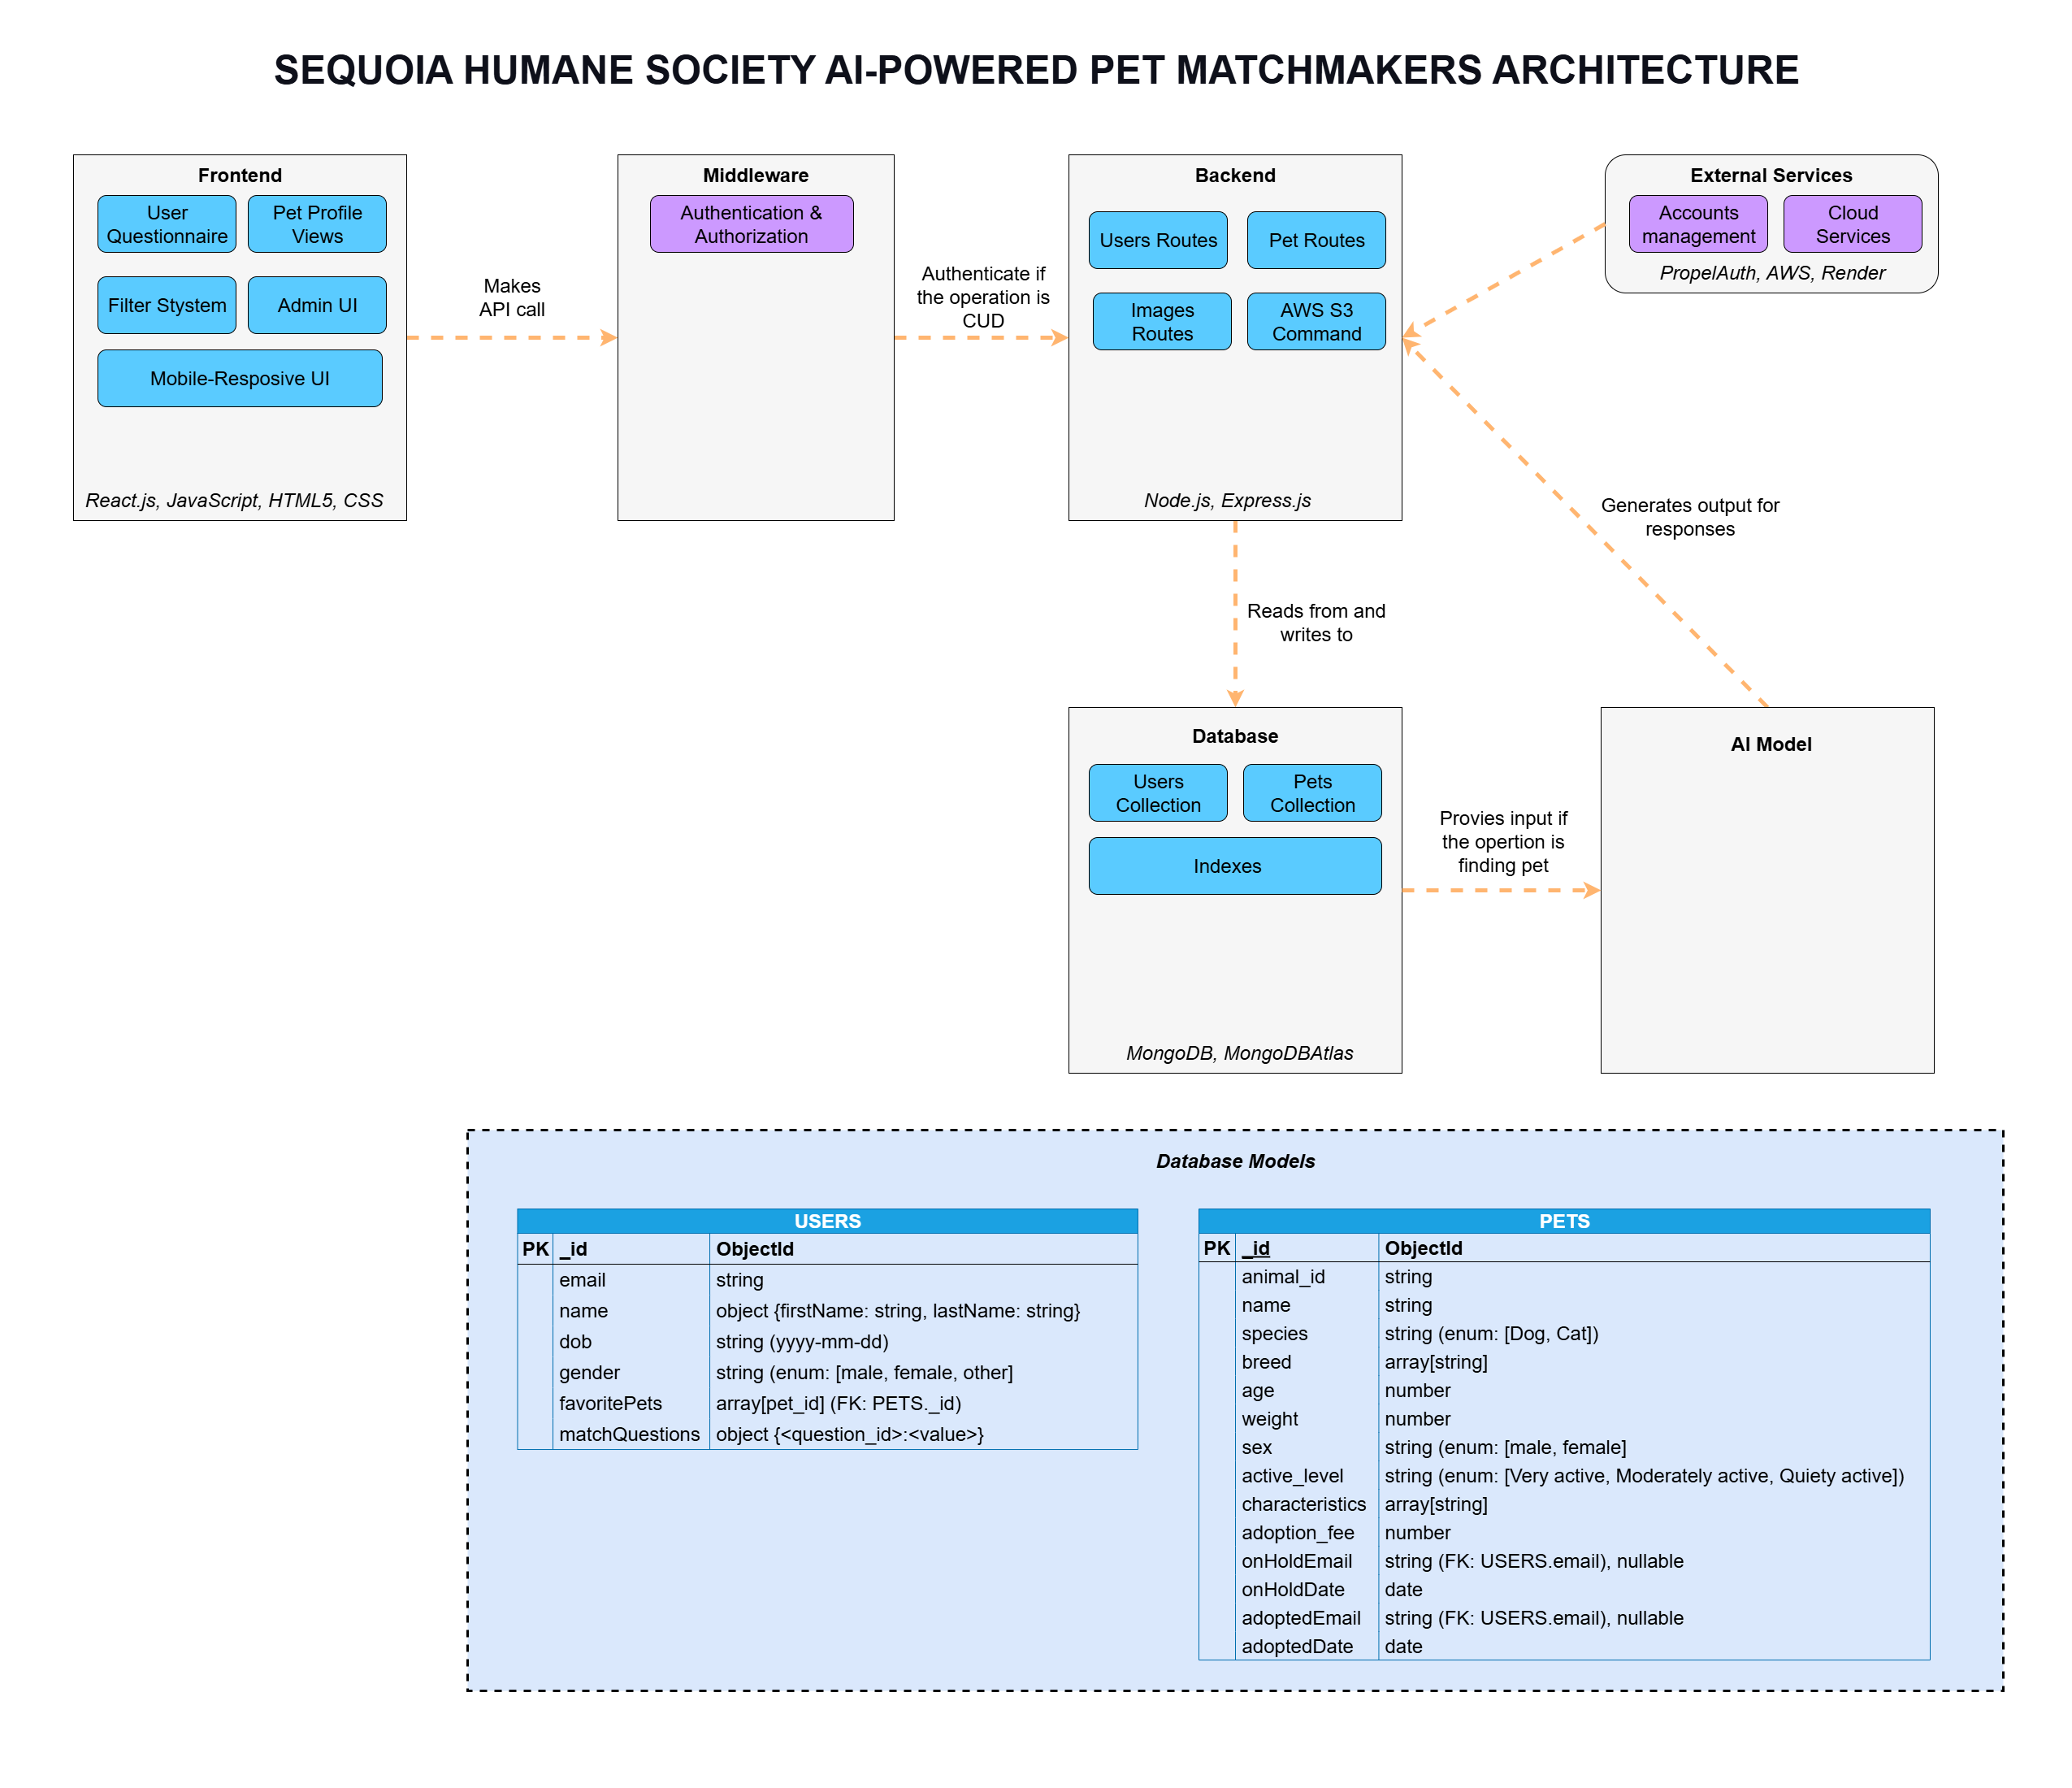 SEQUOIA HUMANE SOCIETY AI-POWERED PET MATCHMAKERS ARCHITECTURE
Frontend
User
Questionnaire
Pet Profile
Views
Filter Stystem
Admin UI
Mobile-Resposive UI
React.js, JavaScript, HTML5, CSS
Makes
API call
Middleware
Authentication &
Authorization
Authenticate if
the operation is
CUD
Backend
Users Routes
Pet Routes
Images
Routes
AWS S3
Command
Node.js, Express.js
External Services
Accounts
management
Cloud
Services
PropelAuth, AWS, Render
Generates output for
responses
Reads from and
writes to
Database
Users
Collection
Pets
Collection
Indexes
MongoDB, MongoDBAtlas
Provies input if
the opertion is
finding pet
AI Model
Database Models
USERS
PK _id ObjectId
email string
name object {firstName: string, lastName: string}
dob string (yyyy-mm-dd)
gender string (enum: [male, female, other]
favoritePets array[pet_id] (FK: PETS._id)
matchQuestions object {<question_id>:<value>}
PETS
PK _id ObjectId
animal_id string
name string
species string (enum: [Dog, Cat])
breed array[string]
age number
weight number
sex string (enum: [male, female]
active_level string (enum: [Very active, Moderately active, Quiety active])
characteristics array[string]
adoption_fee number
onHoldEmail string (FK: USERS.email), nullable
onHoldDate date
adoptedEmail string (FK: USERS.email), nullable
adoptedDate date